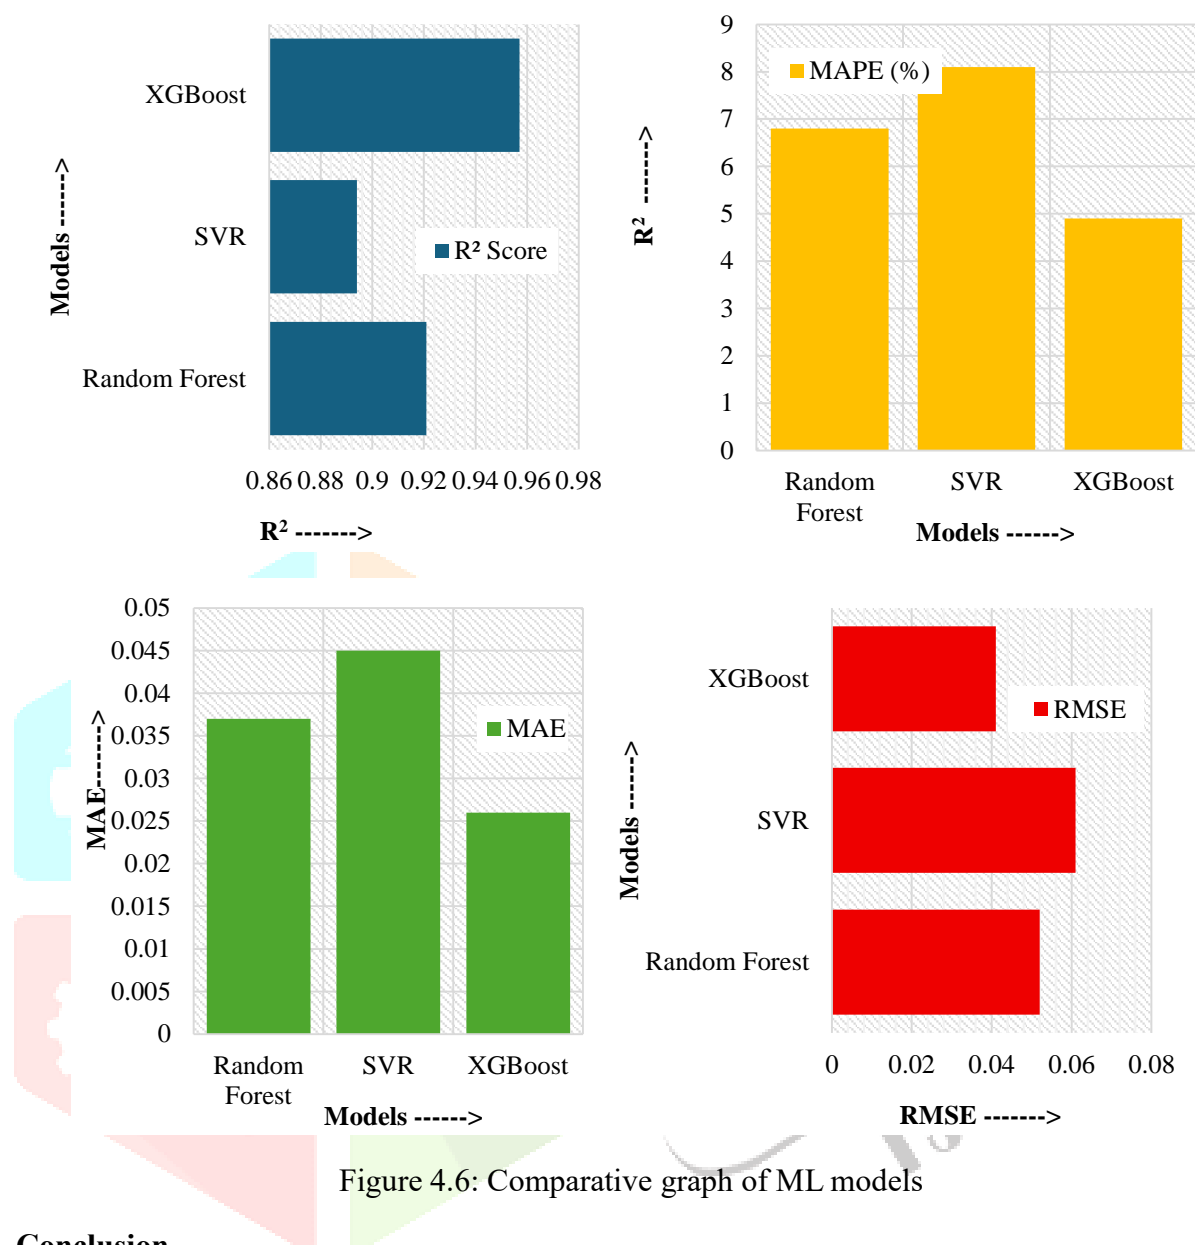 XGBoost
SVR
Random Forest
Models ------>
R² Score
0.86 0.88 0.9 0.92 0.94 0.96 0.98
R² ------->
9
8
7
6
5
4
3
2
1
0
R² ------->
MAPE (%)
Random
Forest
SVR
XGBoost
Models ------>
0.05
0.045
0.04
0.035
0.03
0.025
0.02
0.015
0.01
0.005
0
MAE------->
MAE
Random
Forest
SVR
XGBoost
Models ------>
XGBoost
SVR
Random Forest
Models ------>
RMSE
0 0.02 0.04 0.06 0.08
RMSE ------->
Figure 4.6: Comparative graph of ML models
Conclusion